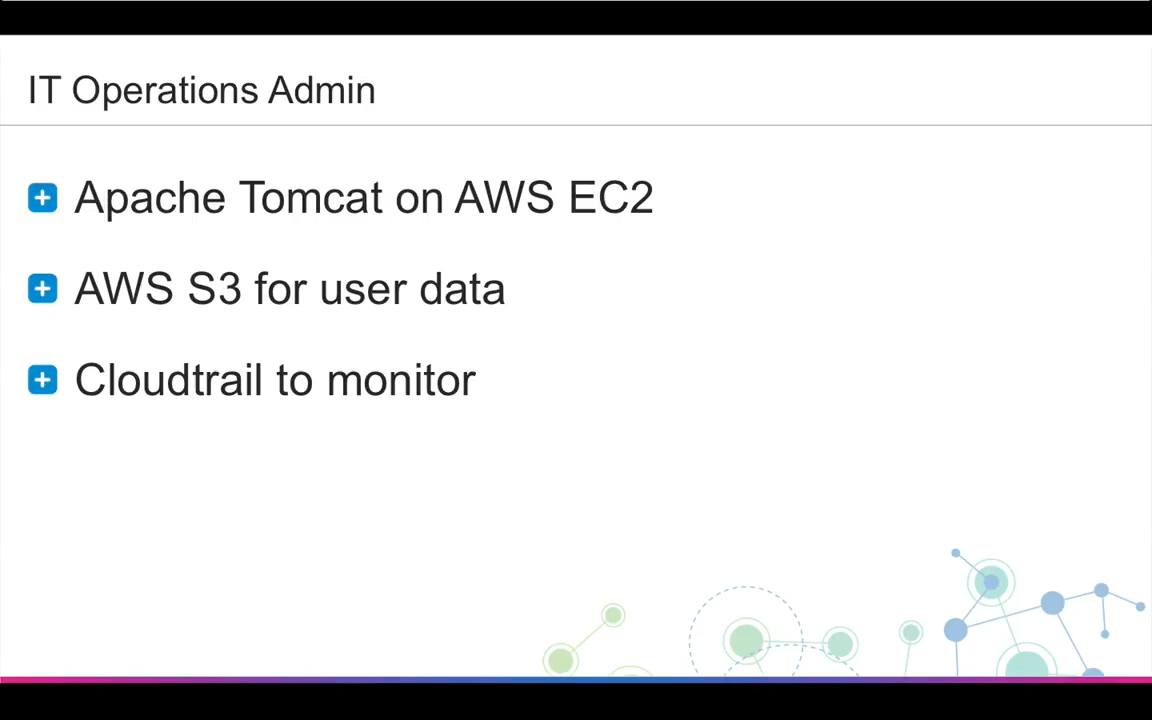 IT Operations Admin
Apache Tomcat on AWS EC2
AWS S3 for user data
Cloudtrail to monitor